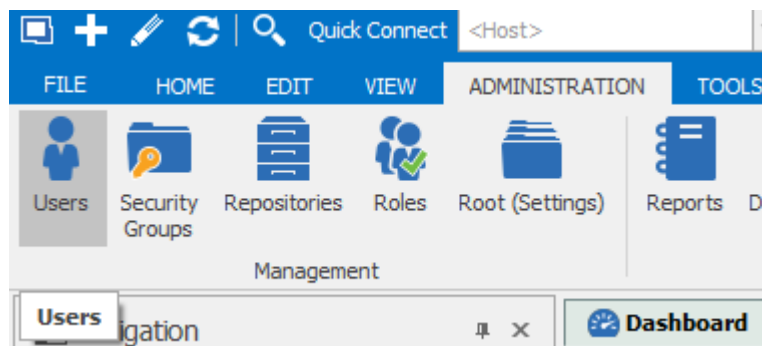 Quick Connect <Host>
FILE HOME EDIT VIEW ADMINISTRATION TOOLS
Users Security Groups Repositories Roles Root (Settings) Reports D
Management
Users
igation Dashboard